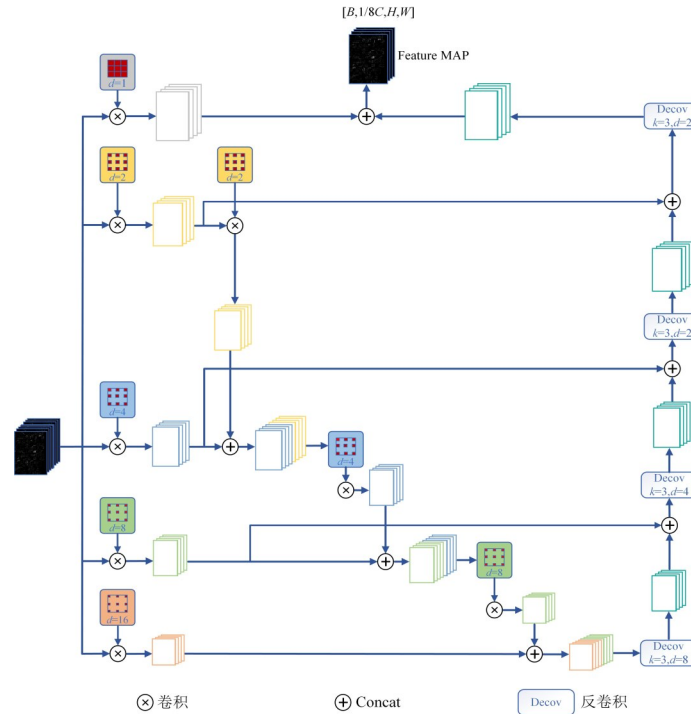 [B,1/8C,H,W]
Feature MAP
d=1
Decov
k=3,d=2
d=2
d=2
Decov
k=3,d=2
d=4
d=4
Decov
k=3,d=4
d=8
d=8
d=16
Decov
k=3,d=8
卷积
Concat
Decov
反卷积